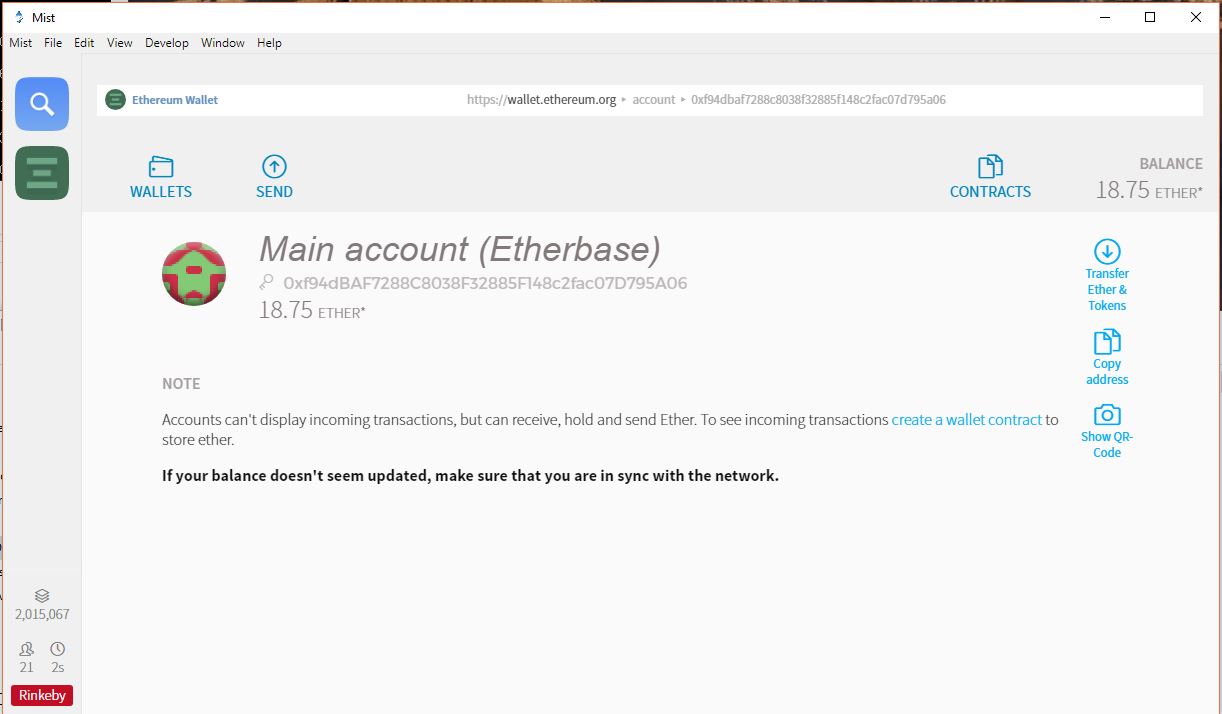 Mist
Mist File Edit View Develop Window Help
Ethereum Wallet https://wallet.ethereum.org ▸ account ▸ 0xf94dbaf7288c8038f32885f148c2fac07d795a06
WALLETS SEND CONTRACTS
BALANCE
18.75 ETHER*
Main account (Etherbase)
0xf94dBAF7288C8038F32885F148c2fac07D795A06
18.75 ETHER*
Transfer
Ether &
Tokens
Copy
address
Show QR-
Code
NOTE
Accounts can't display incoming transactions, but can receive, hold and send Ether. To see incoming transactions create a wallet contract to
store ether.
If your balance doesn't seem updated, make sure that you are in sync with the network.
2,015,067
21 2s
Rinkeby